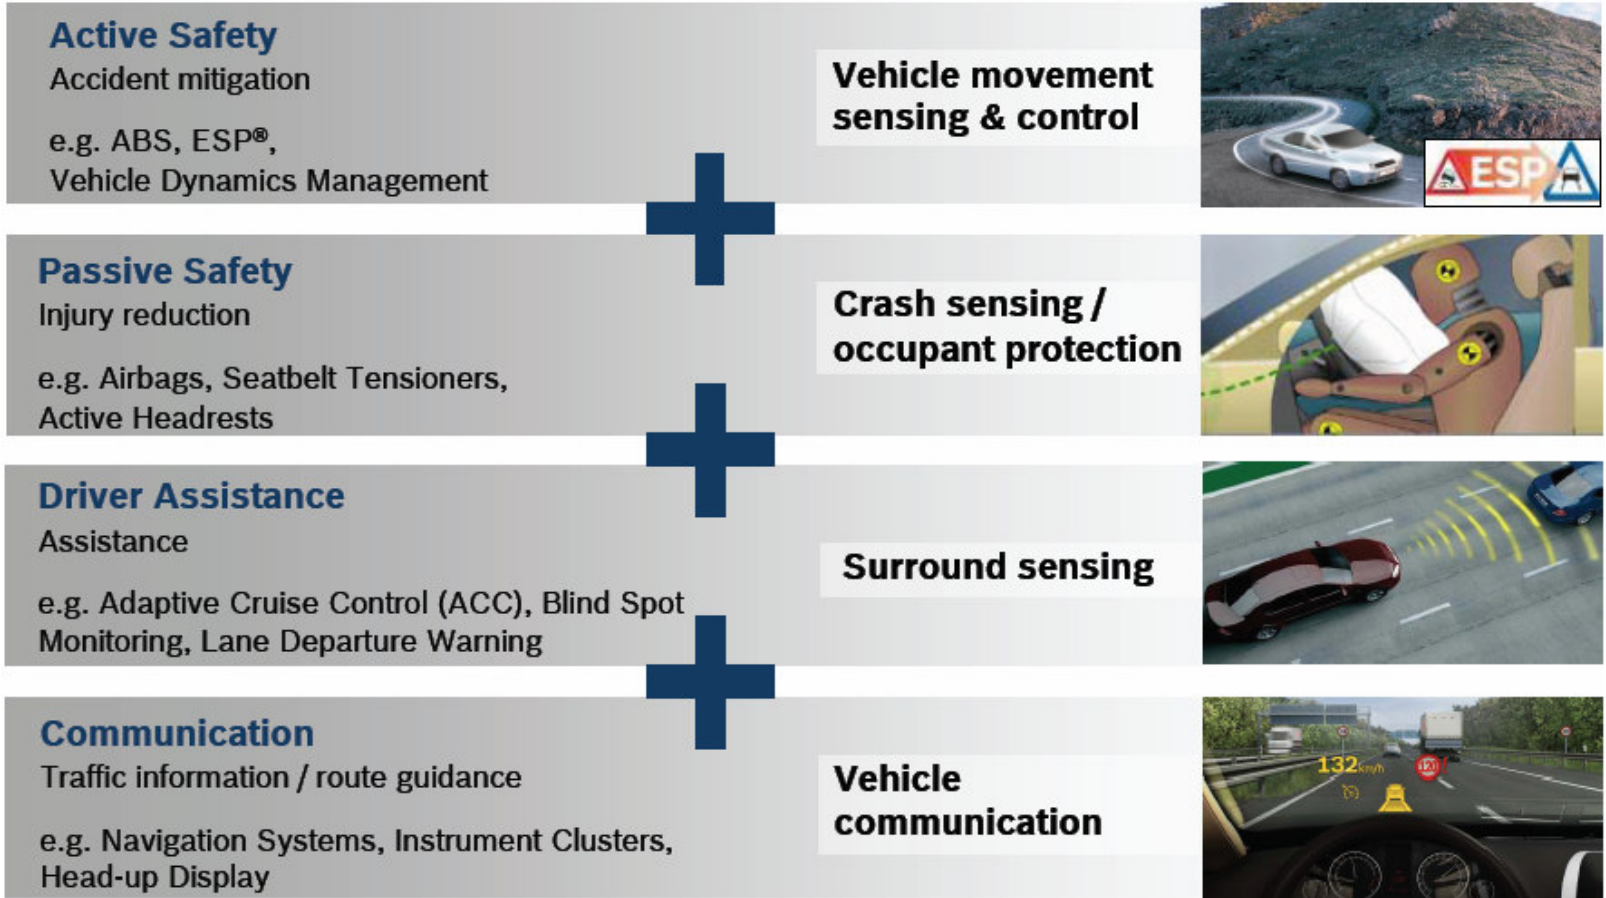 Active Safety
Accident mitigation
e.g. ABS, ESP®,
Vehicle Dynamics Management
Vehicle movement
sensing & control
ESP
Passive Safety
Injury reduction
e.g. Airbags, Seatbelt Tensioners,
Active Headrests
Crash sensing /
occupant protection
Driver Assistance
Assistance
e.g. Adaptive Cruise Control (ACC), Blind Spot
Monitoring, Lane Departure Warning
Surround sensing
Communication
Traffic information / route guidance
e.g. Navigation Systems, Instrument Clusters,
Head-up Display
Vehicle
communication
132 km/h
120